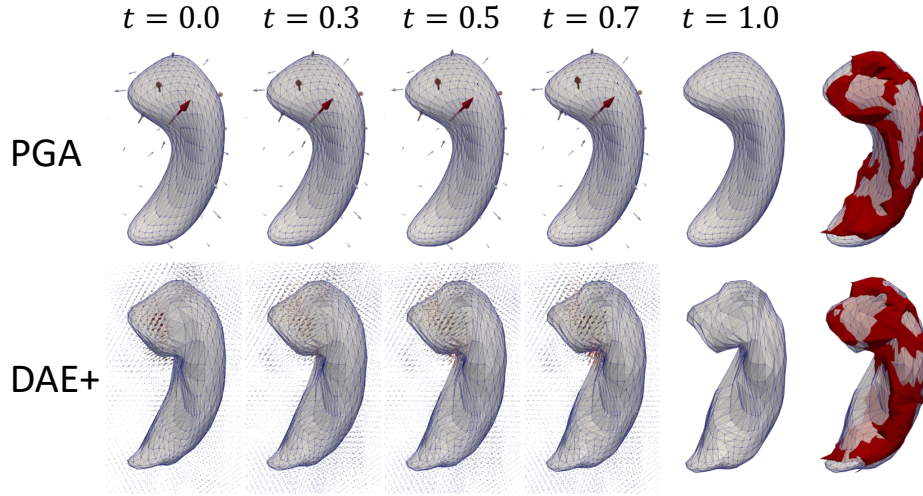 t = 0.0 t = 0.3 t = 0.5 t = 0.7 t = 1.0
PGA
DAE+